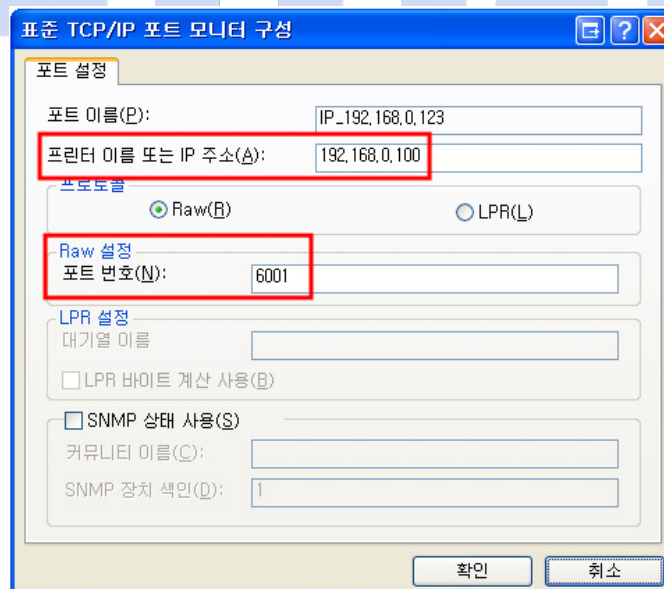 표준 TCP/IP 포트 모니터 구성
포트 설정
포트 이름(P): IP_192,168,0,123
프린터 이름 또는 IP 주소(A): 192,168,0,100
프로토콜
Raw(R) LPR(L)
Raw 설정
포트 번호(N): 6001
LPR 설정
대기열 이름
LPR 바이트 계산 사용(B)
SNMP 상태 사용(S)
커뮤니티 이름(C):
SNMP 장치 색인(D): 1
확인 취소